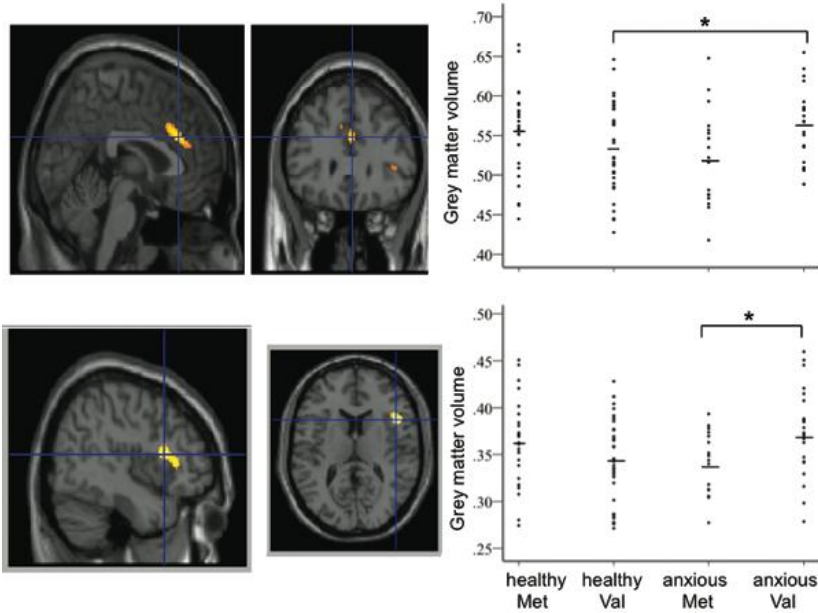 *
.70
.65
.60
.55
.50
.45
.40
Grey matter volume
*
.50
.45
.40
.35
.30
.25
Grey matter volume
healthy Met
healthy Val
anxious Met
anxious Val